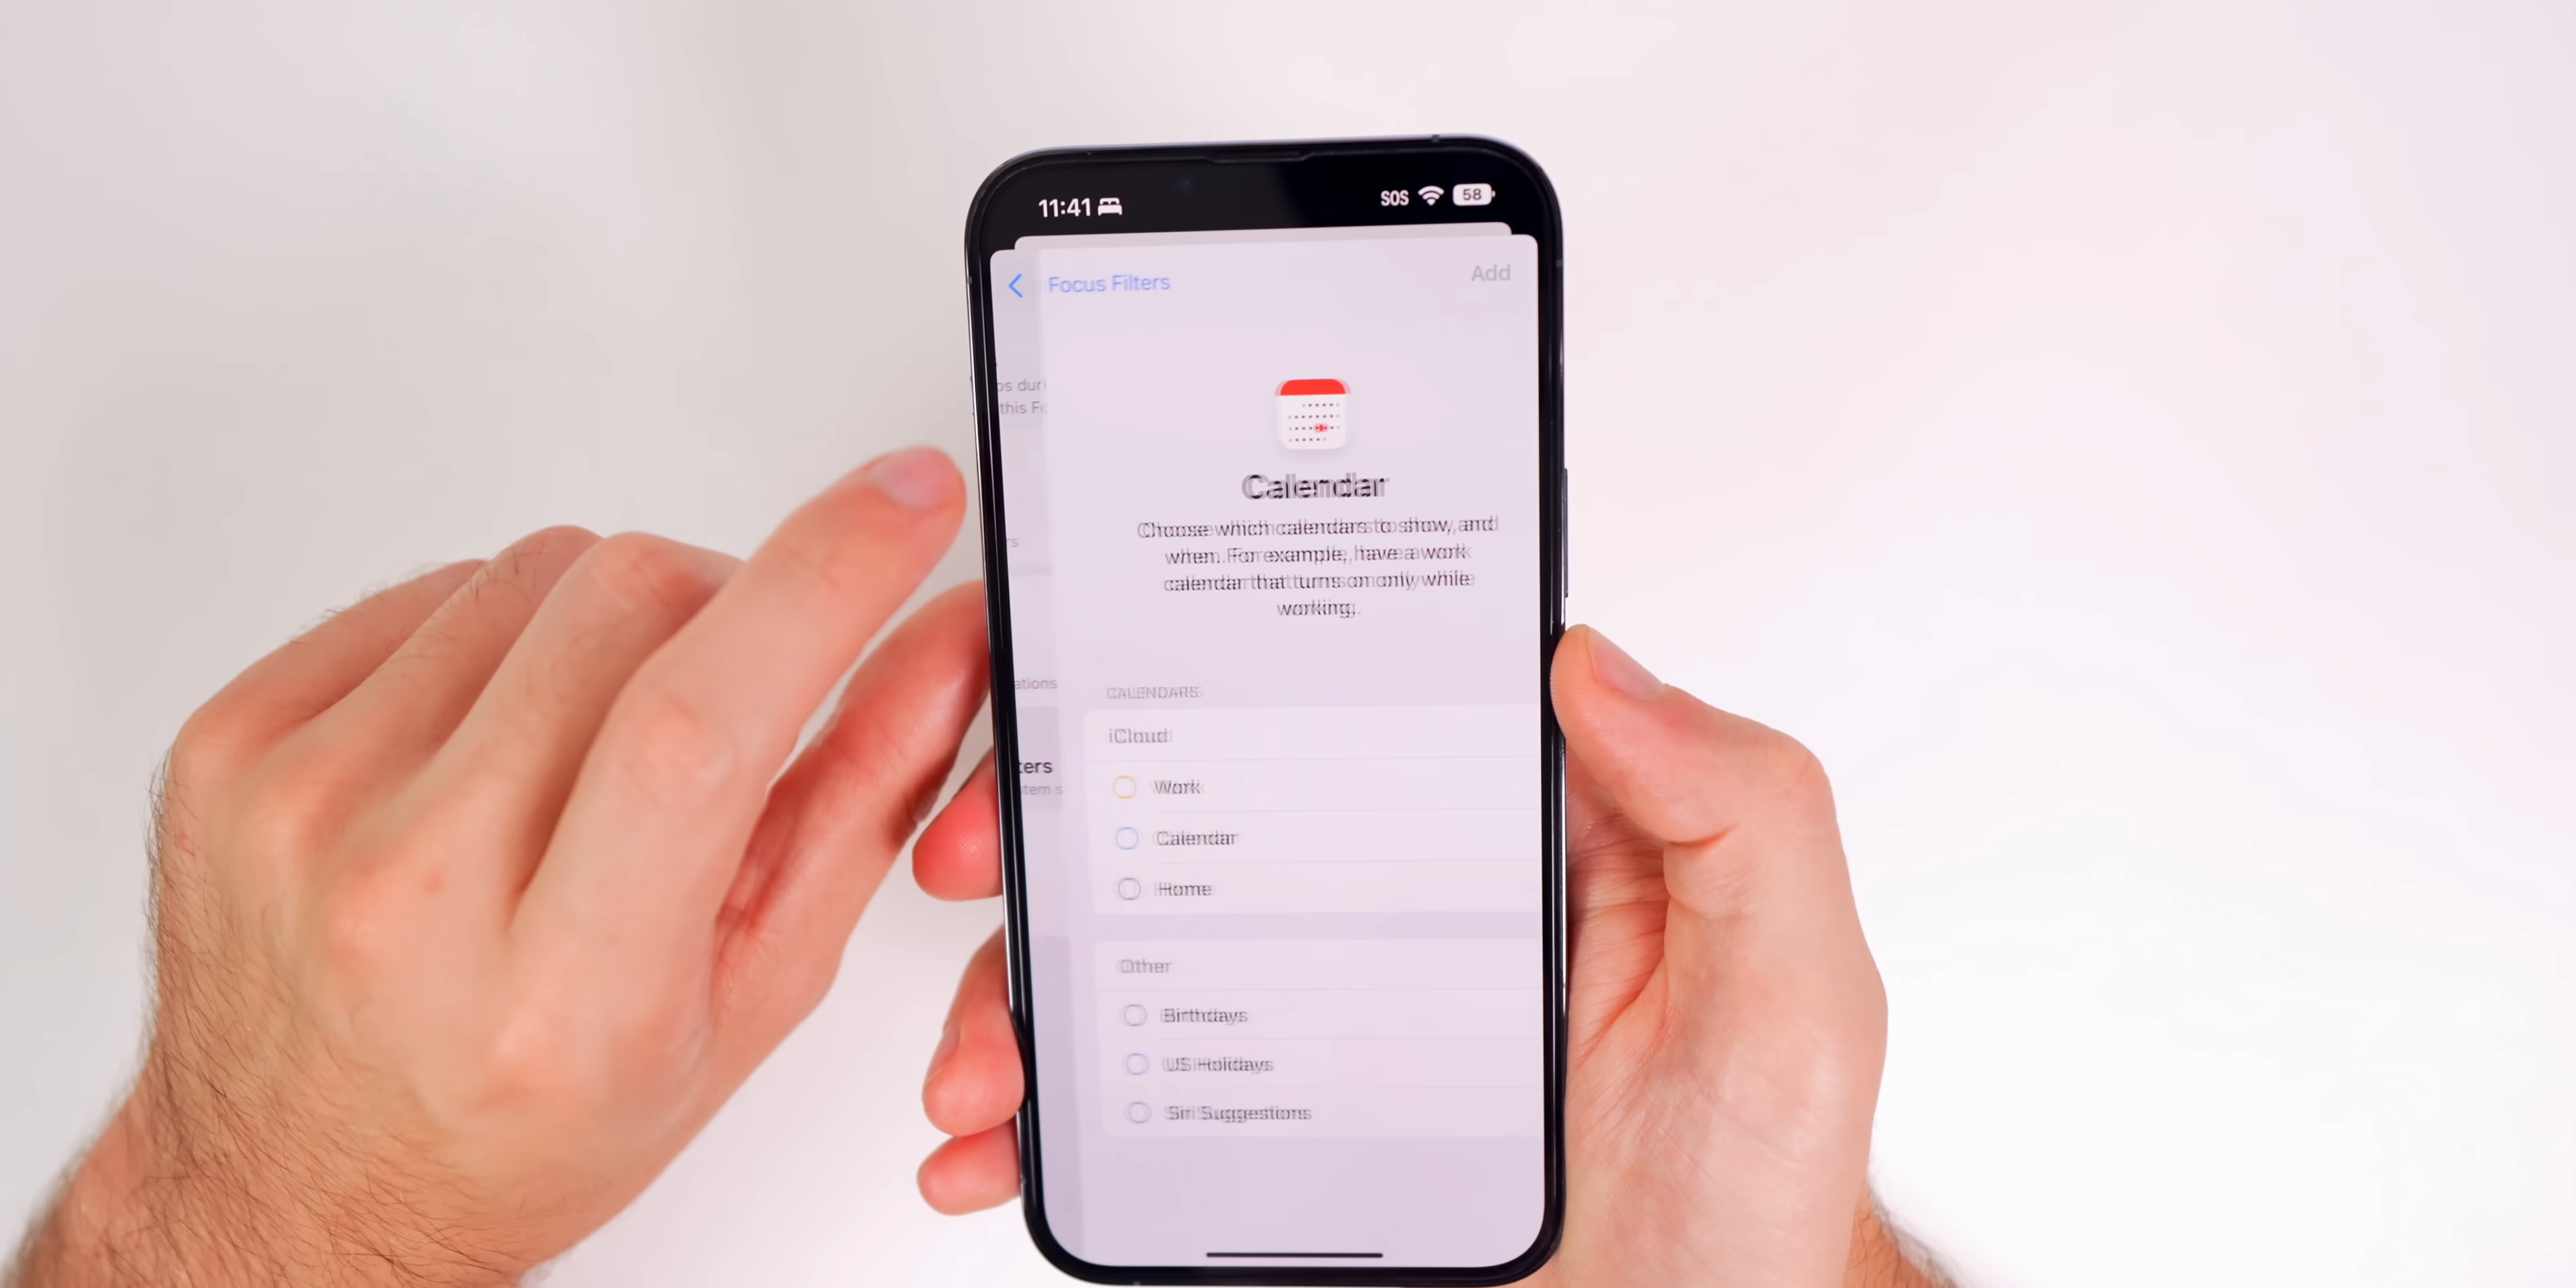 11:41 SOS 58
Focus Filters Add
this
Calendar
Choose which calendars to show, and
when. For example, have a work
calendar that turns on only while
working.
CALENDARS
iCloud
Work
Calendar
Home
Other
Birthdays
US Holidays
Siri Suggestions